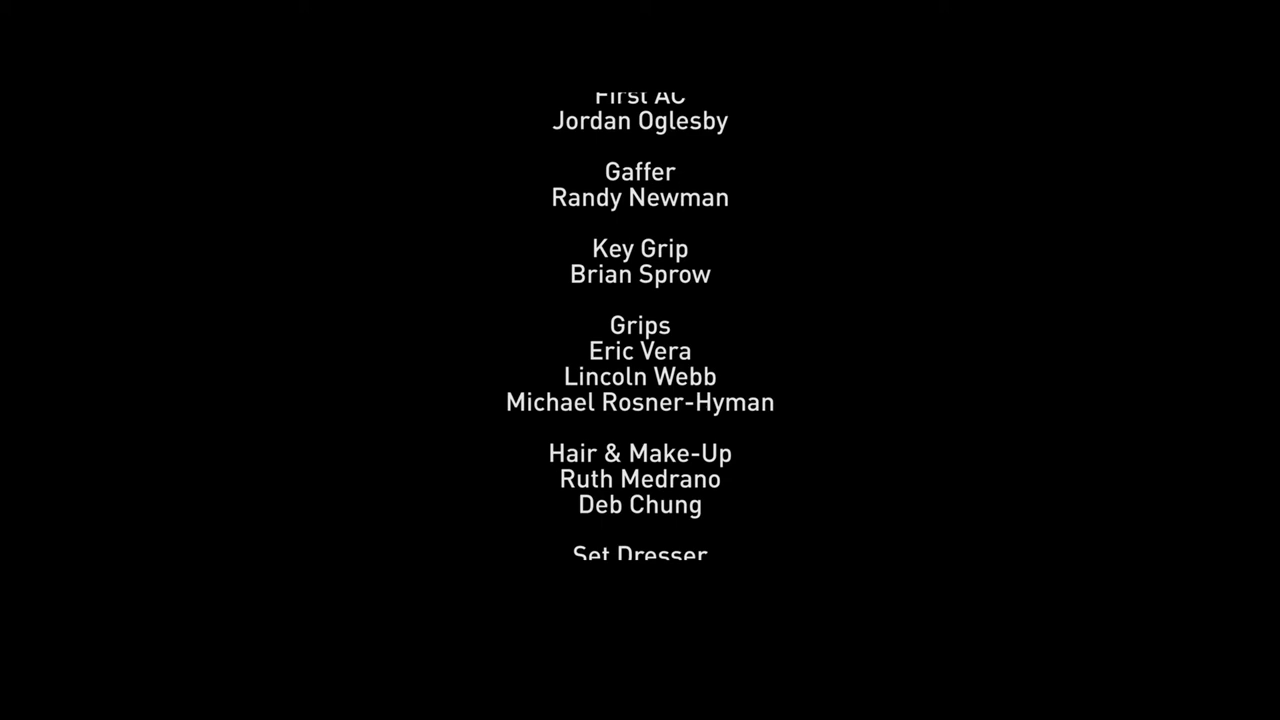 First AC
Jordan Oglesby
Gaffer
Randy Newman
Key Grip
Brian Sprow
Grips
Eric Vera
Lincoln Webb
Michael Rosner-Hyman
Hair & Make-Up
Ruth Medrano
Deb Chung
Set Dresser